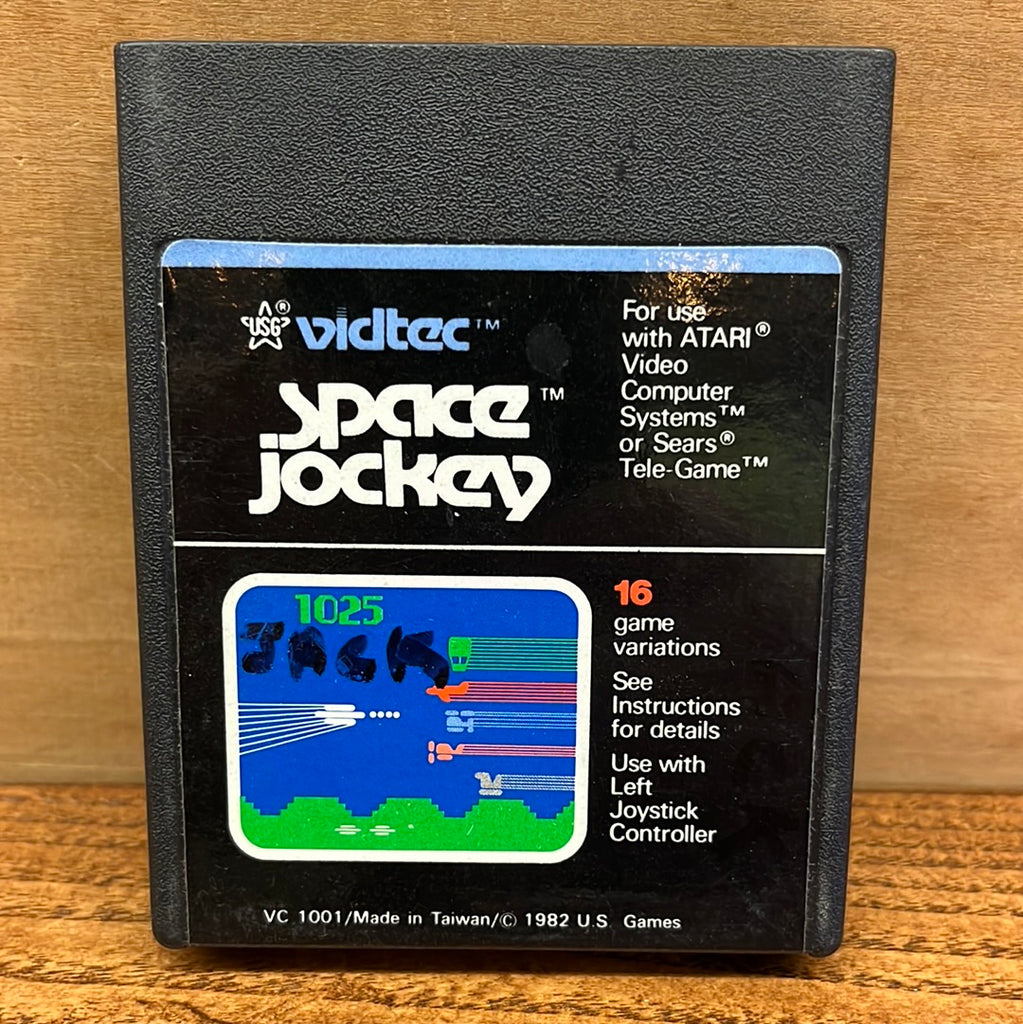 USG® vidtec™
space™
jockey
For use
with ATARI®
Video
Computer
Systems™
or Sears®
Tele-Game™
1025
JACK
16
game
variations
See
Instructions
for details
Use with
Left
Joystick
Controller
VC 1001/Made in Taiwan/© 1982 U.S. Games